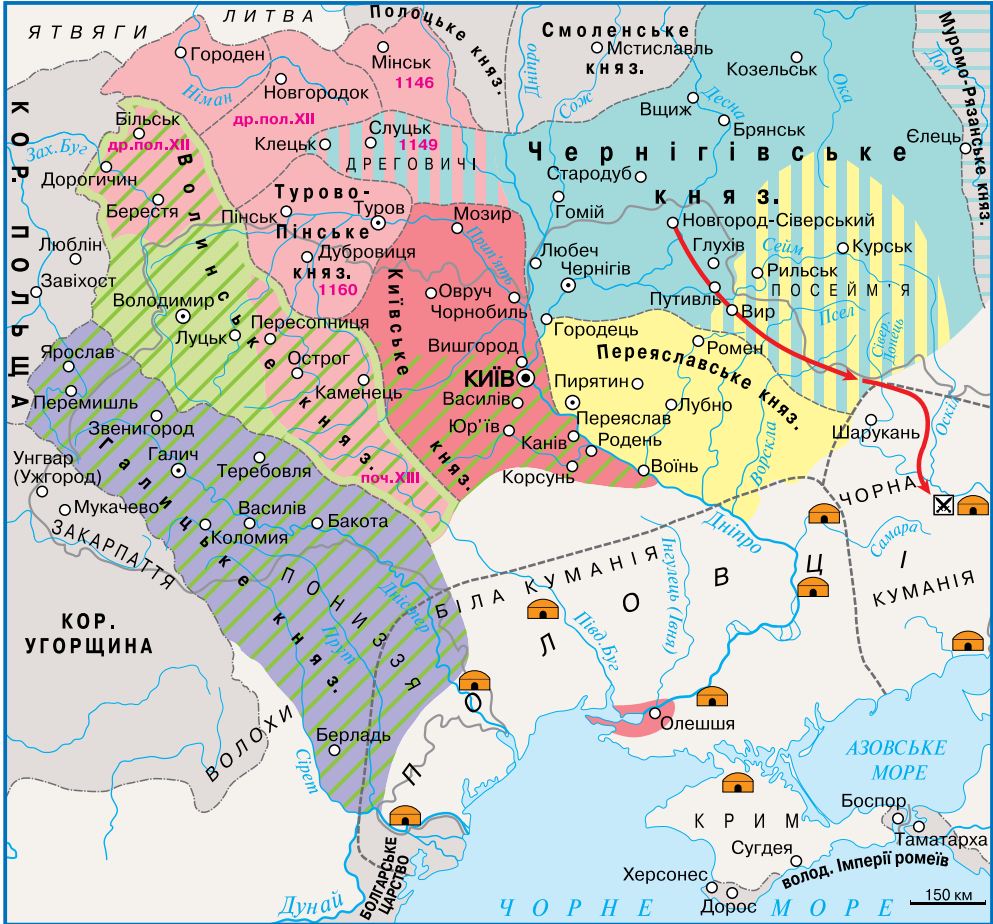 ЯТВЯГИ
ЛИТВА
Полоцьке княз.
Смоленське
княз.
Мстиславль
Муромо-Рязанське княз.
Дон
Городен
Мінськ
1146
Німан
Новгородок
др.пол.XII
Дніпро
Сож
Козельськ
Вщиж
Десна
Ока
Брянськ
Єлець
КОР. ПОЛЬЩА
Більськ
др.пол.XII
Зах.Буг
Дорогичин
Берестя
Клецьк
Слуцьк
1149
ДРЕГОВИЧІ
Чернігівське
княз.
Стародуб
Гомій
Новгород-Сіверський
Турово-
Пінське
княз.
1160
Пінськ
Туров
Дубровиця
Мозир
Прип'ять
Любеч
Чернігів
Глухів
Сейм
Курськ
Рильськ
ПОСЕЙМ'Я
Путивль
Вир
Псел
Сівер. Донець
Люблін
Завіхост
Волинське княз.
Володимир
Луцьк
Пересопниця
Острог
Каменець
поч.XIII
Київське княз.
Овруч
Чорнобиль
Городець
Вишгород
КИЇВ
Василів
Юр'їв
Канів
Корсунь
Родень
Переяславське княз.
Ромен
Пирятин
Переяслав
Лубно
Воїнь
Ворскла
Шарукань
Оскіл
Ярослав
Перемишль
Звенигород
Галич
Теребовля
Галицьке княз.
Унгвар
(Ужгород)
Мукачево
ЗАКАРПАТТЯ
Василів
Коломия
Бакота
ПОНИЗЗЯ
Дністер
Прут
КОР.
УГОРЩИНА
ВОЛОХИ
Сірет
Берладь
ПОЛОВЦІ
БІЛА КУМАНІЯ
ЧОРНА
КУМАНІЯ
Самара
Дніпро
Інгулець (Івня)
Півд.Буг
Олешшя
АЗОВСЬКЕ
МОРЕ
КРИМ
Боспор
Таматарха
Сугдея
Херсонес
Дорос
волод. Імперії ромеїв
БОЛГАРСЬКЕ
ЦАРСТВО
Дунай
ЧОРНЕ МОРЕ
150 км